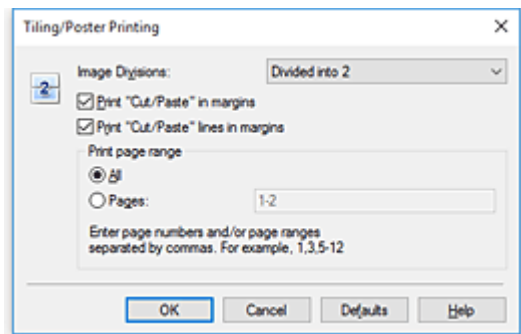 Tiling/Poster Printing
Image Divisions: Divided into 2
2
Print "Cut/Paste" in margins
Print "Cut/Paste" lines in margins
Print page range
All
Pages: 1-2
Enter page numbers and/or page ranges
separated by commas. For example, 1,3,5-12
OK Cancel Defaults Help